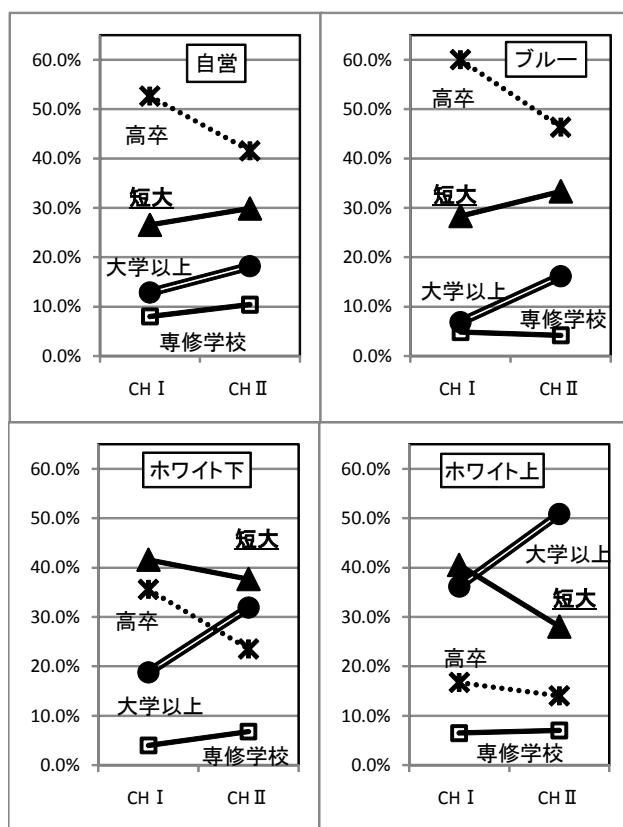 自営
60.0%
50.0%
40.0%
30.0%
20.0%
10.0%
0.0%
高卒
短大
大学以上
専修学校
CH Ⅰ
CH Ⅱ
ブルー
60.0%
50.0%
40.0%
30.0%
20.0%
10.0%
0.0%
高卒
短大
大学以上
専修学校
CH Ⅰ
CH Ⅱ
ホワイト下
60.0%
50.0%
40.0%
30.0%
20.0%
10.0%
0.0%
短大
高卒
大学以上
専修学校
CH Ⅰ
CH Ⅱ
ホワイト上
60.0%
50.0%
40.0%
30.0%
20.0%
10.0%
0.0%
大学以上
短大
高卒
専修学校
CH Ⅰ
CH Ⅱ